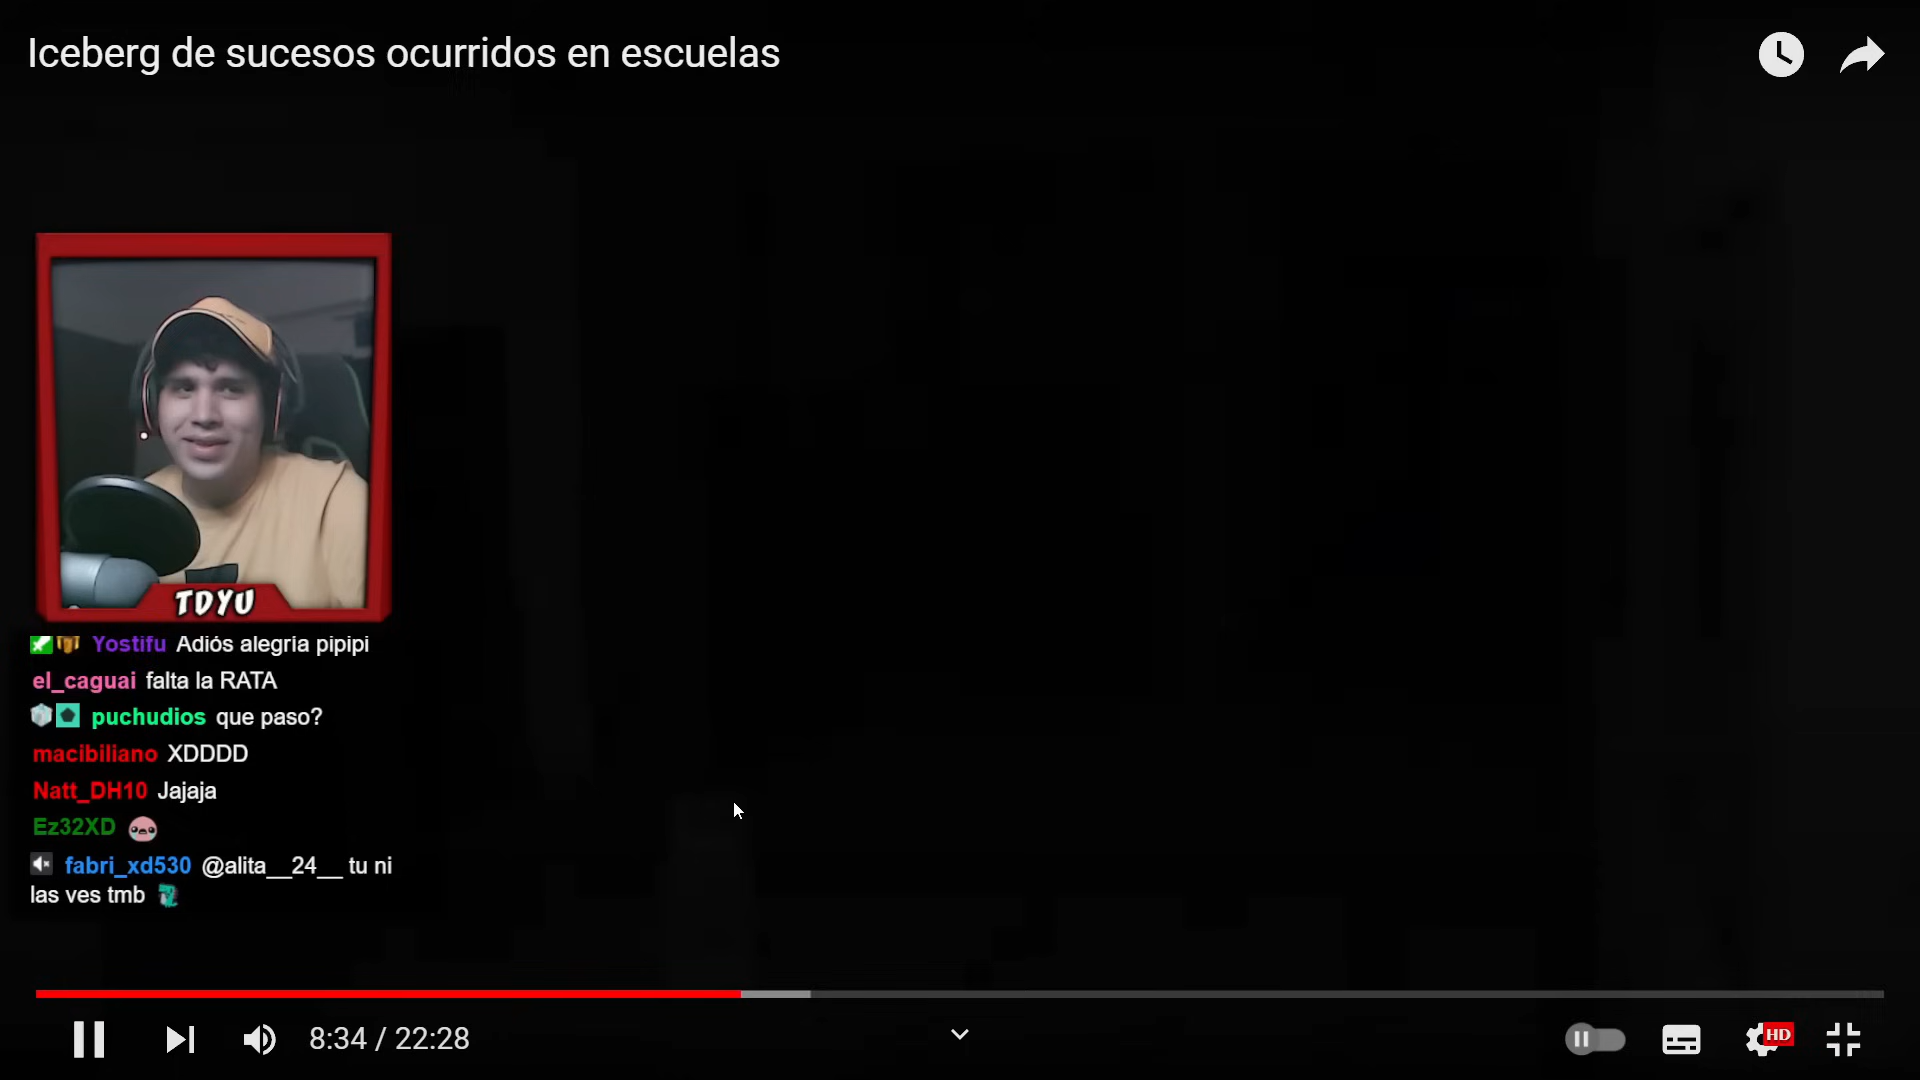 Iceberg de sucesos ocurridos en escuelas
TDYU
Yostifu Adiós alegria pipipi
el_caguai falta la RATA
puchudios que paso?
macibiliano XDDDD
Natt_DH10 Jajaja
Ez32XD
fabri_xd530 @alita__24__ tu ni
las ves tmb
8:34 / 22:28
HD